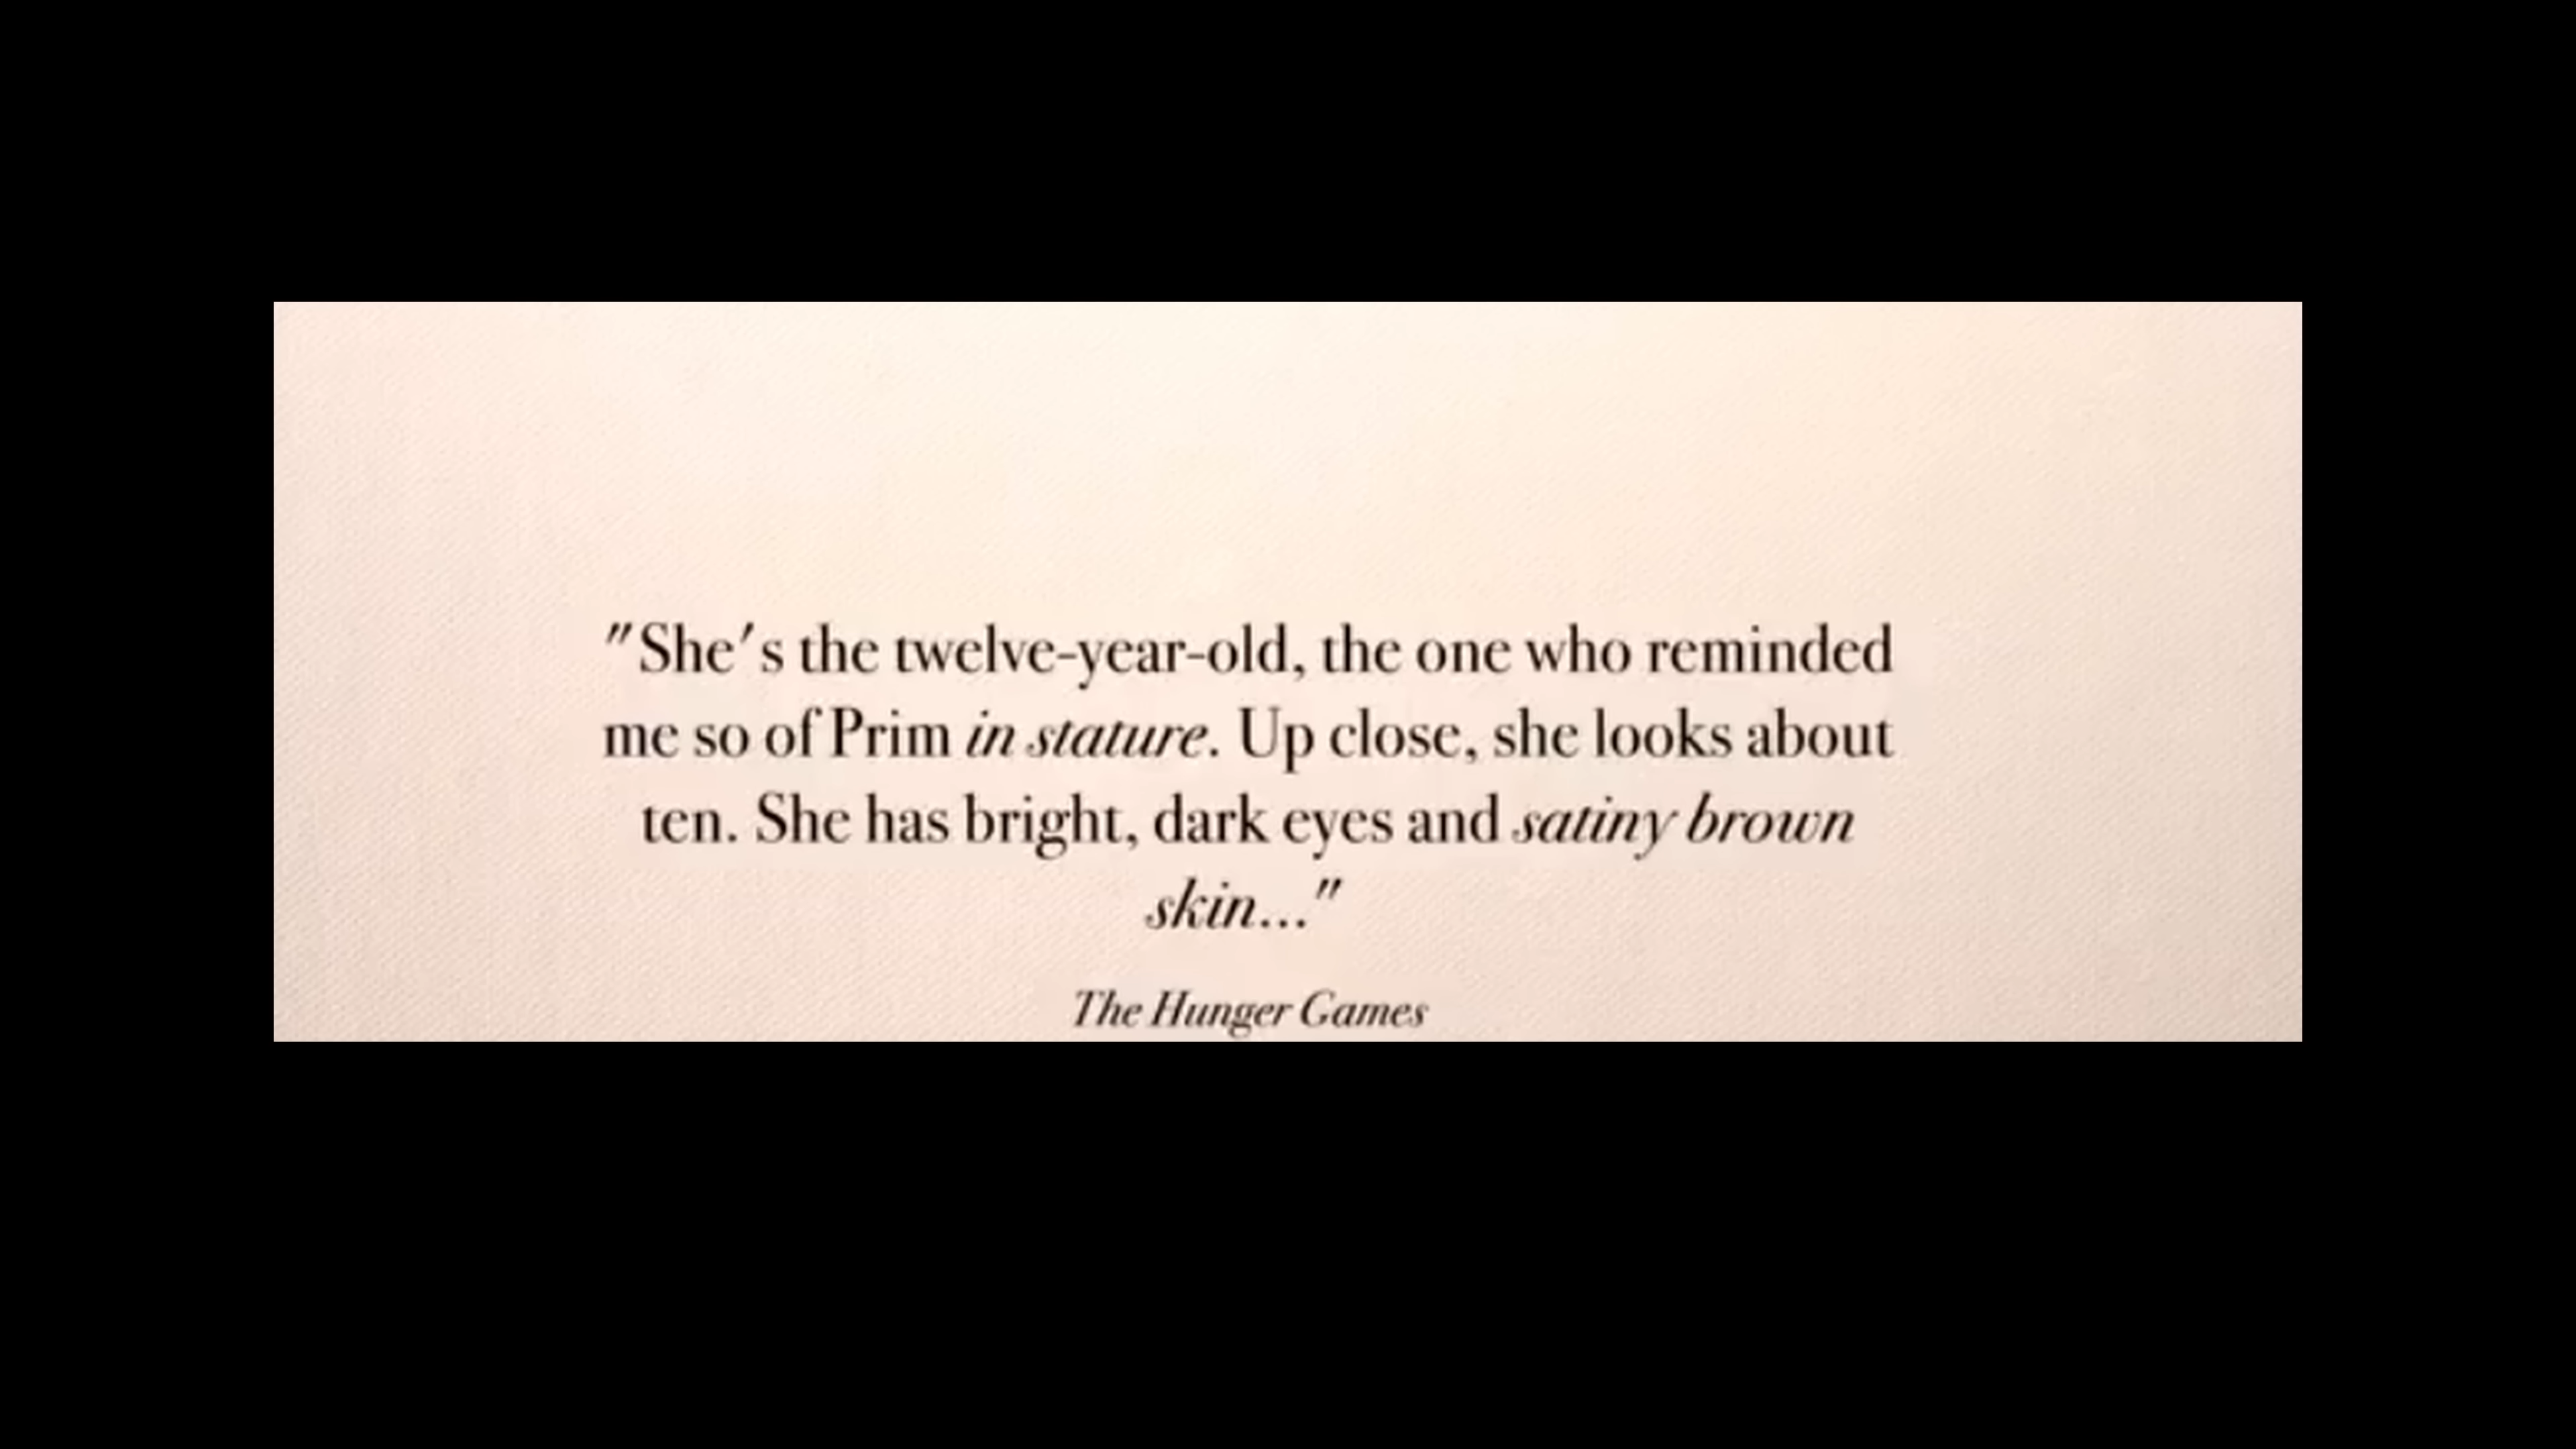 "She's the twelve-year-old, the one who reminded
me so of Prim in stature. Up close, she looks about
ten. She has bright, dark eyes and satiny brown
skin..."
The Hunger Games